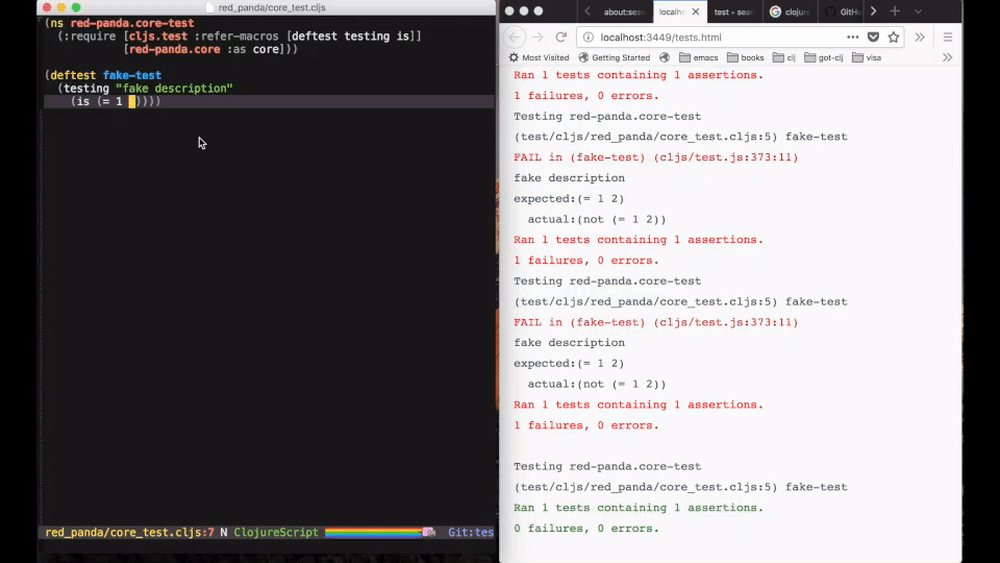 red_panda/core_test.cljs
(ns red-panda.core-test
(:require [cljs.test :refer-macros [deftest testing is]]
[red-panda.core :as core]))
(deftest fake-test
(testing "fake description"
(is (= 1 ))))
red_panda/core_test.cljs:7 N ClojureScript Git:tes
about:sess
localho
test - sear
clojure
GitHu
localhost:3449/tests.html
Most Visited Getting Started emacs books clj got-clj visa
Ran 1 tests containing 1 assertions.
1 failures, 0 errors.
Testing red-panda.core-test
(test/cljs/red_panda/core_test.cljs:5) fake-test
FAIL in (fake-test) (cljs/test.js:373:11)
fake description
expected:(= 1 2)
actual:(not (= 1 2))
Ran 1 tests containing 1 assertions.
1 failures, 0 errors.
Testing red-panda.core-test
(test/cljs/red_panda/core_test.cljs:5) fake-test
FAIL in (fake-test) (cljs/test.js:373:11)
fake description
expected:(= 1 2)
actual:(not (= 1 2))
Ran 1 tests containing 1 assertions.
1 failures, 0 errors.
Testing red-panda.core-test
(test/cljs/red_panda/core_test.cljs:5) fake-test
Ran 1 tests containing 1 assertions.
0 failures, 0 errors.